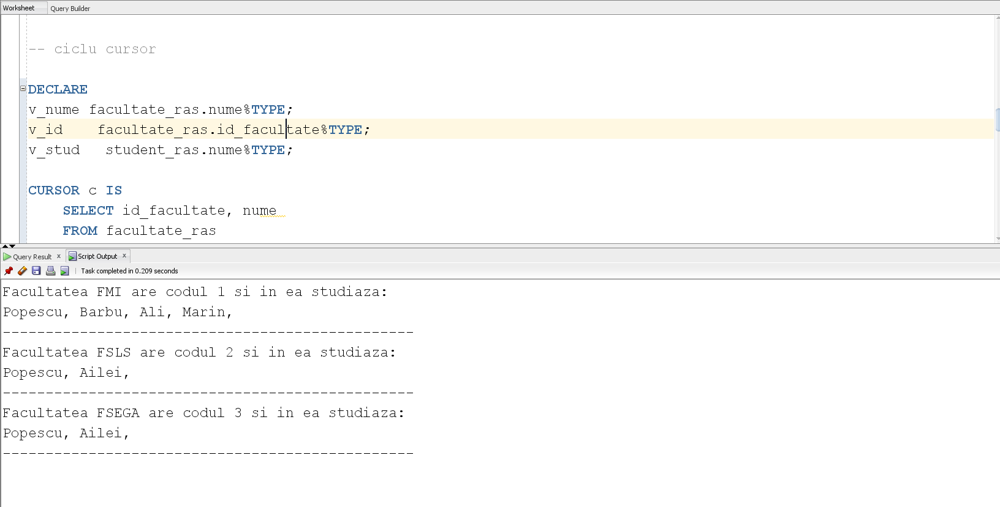 Worksheet Query Builder
-- ciclu cursor
DECLARE
v_nume facultate_ras.nume%TYPE;
v_id    facultate_ras.id_facultate%TYPE;
v_stud   student_ras.nume%TYPE;
CURSOR c IS
    SELECT id_facultate, nume
    FROM facultate_ras
Query Result x Script Output x
Task completed in 0.209 seconds
Facultatea FMI are codul 1 si in ea studiaza:
Popescu, Barbu, Ali, Marin,
------------------------------------------------
Facultatea FSLS are codul 2 si in ea studiaza:
Popescu, Ailei,
------------------------------------------------
Facultatea FSEGA are codul 3 si in ea studiaza:
Popescu, Ailei,
------------------------------------------------